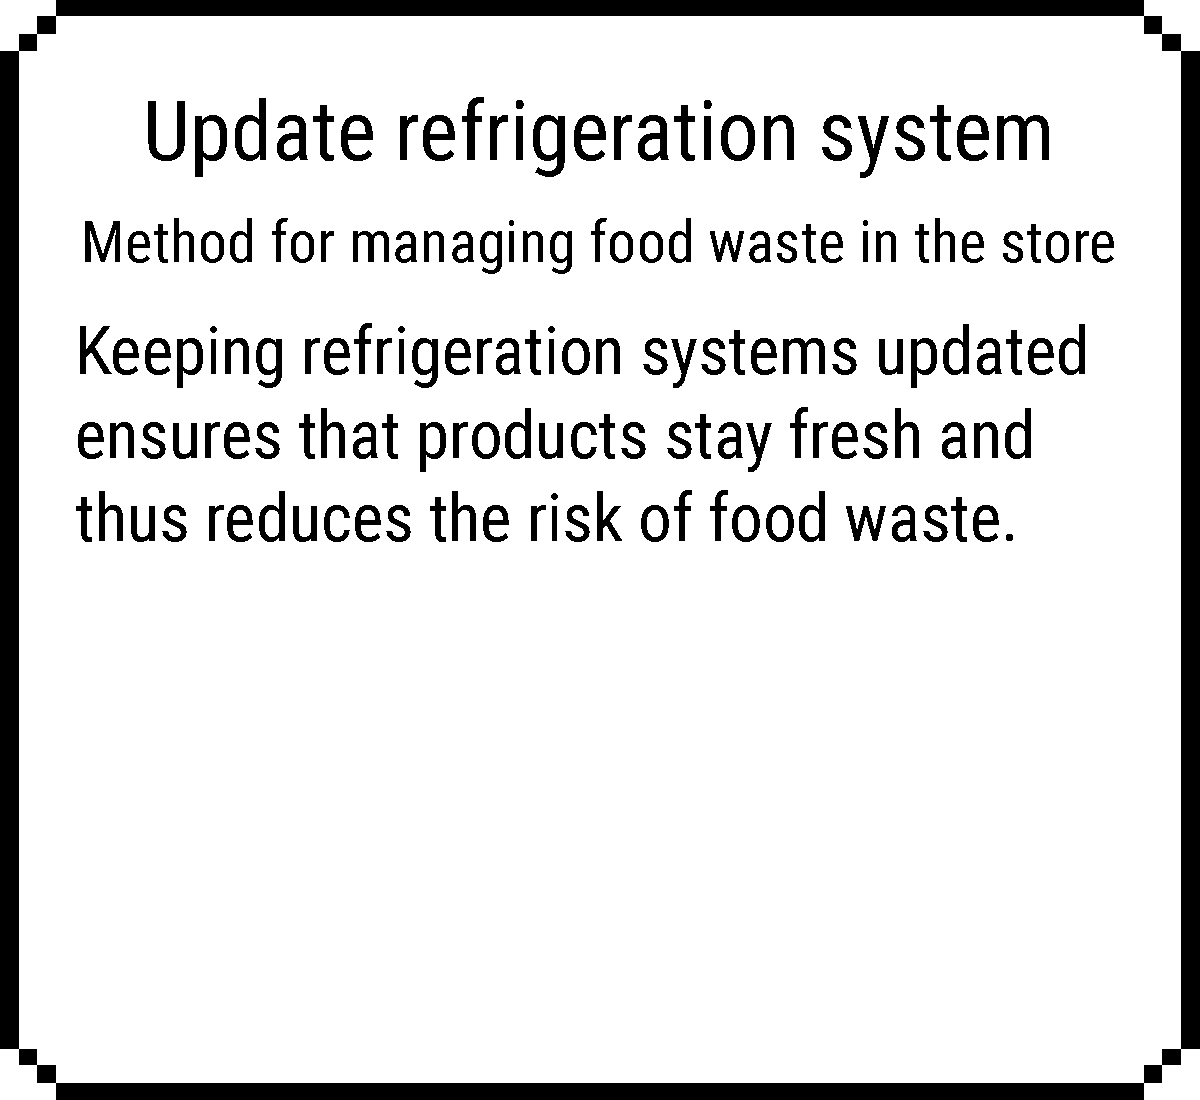 Update refrigeration system
Method for managing food waste in the store
Keeping refrigeration systems updated
ensures that products stay fresh and
thus reduces the risk of food waste.